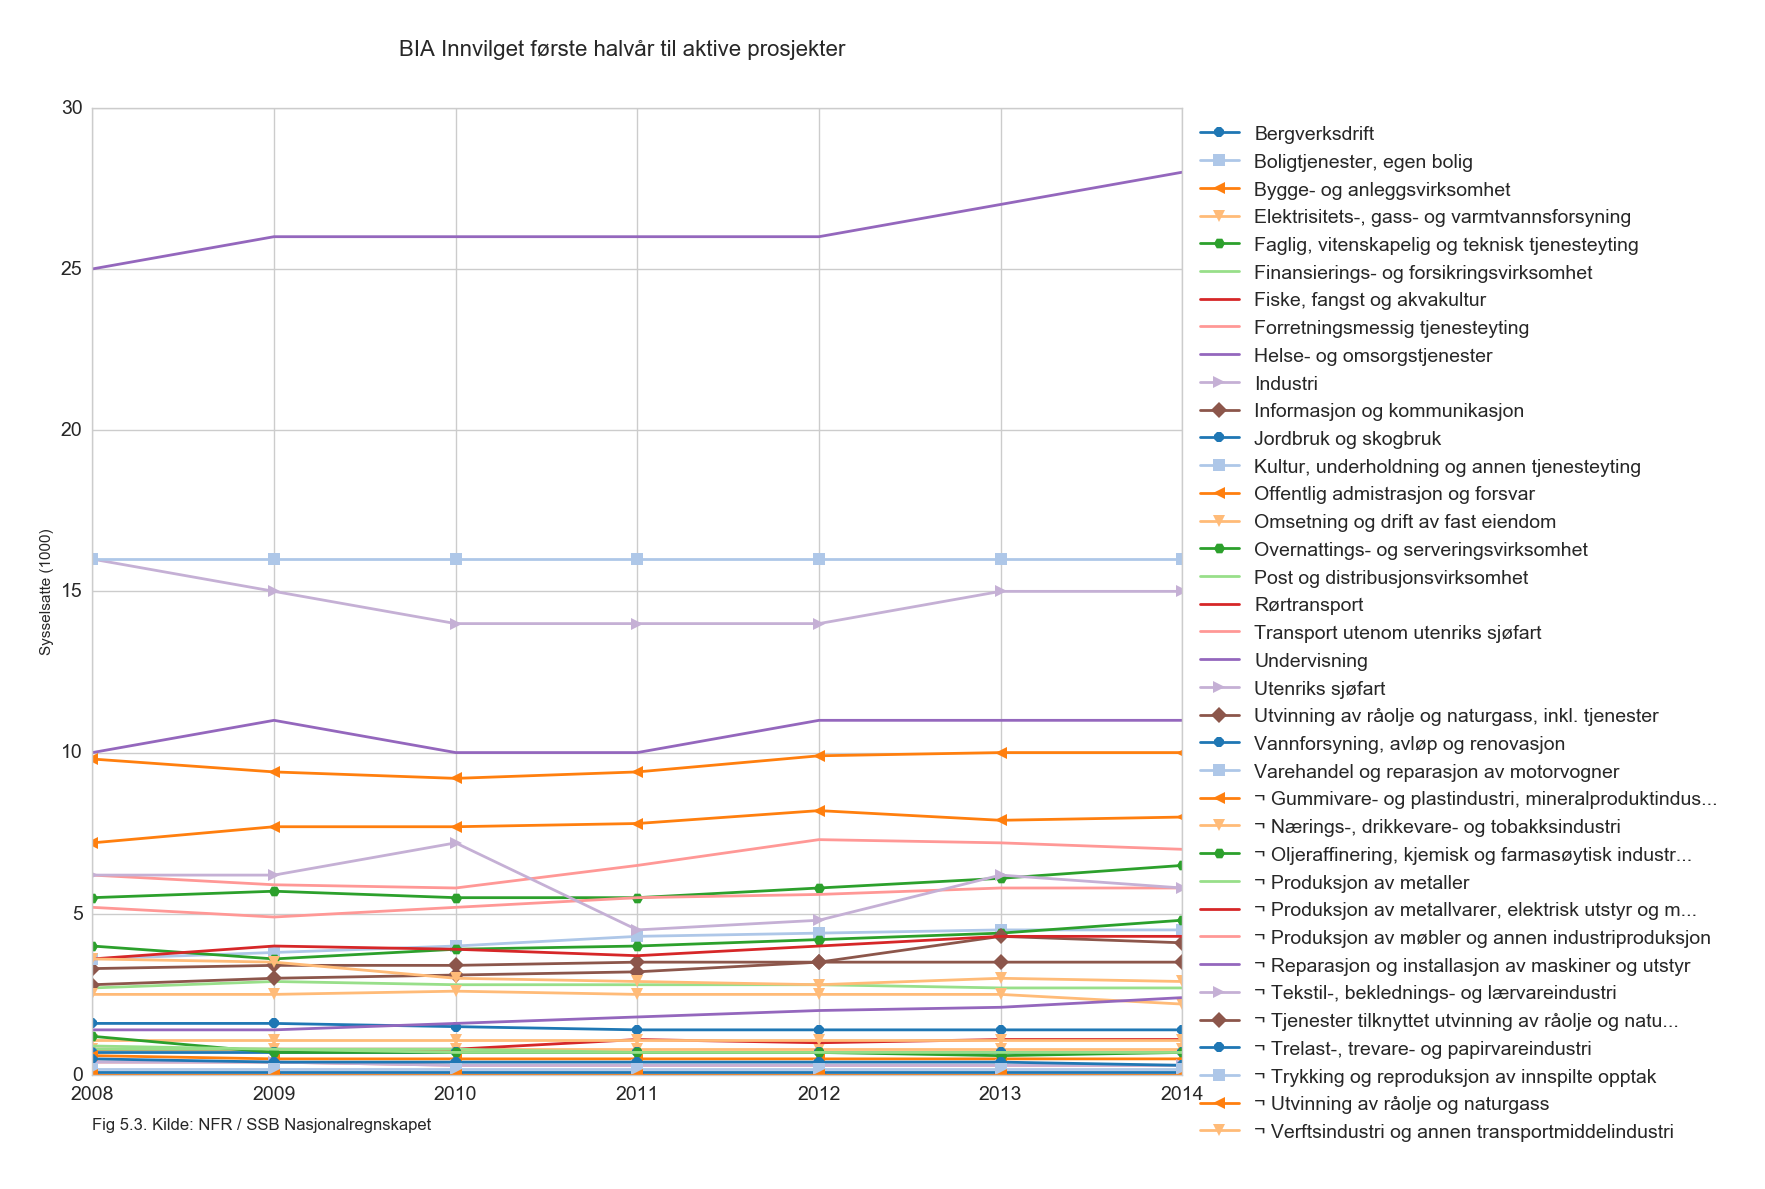 BIA Innvilget første halvår til aktive prosjekter
30
25
20
15
10
5
0
Sysselsatte (1000)
2008 2009 2010 2011 2012 2013 2014
Fig 5.3. Kilde: NFR / SSB Nasjonalregnskapet
Bergverksdrift
Boligtjenester, egen bolig
Bygge- og anleggsvirksomhet
Elektrisitets-, gass- og varmtvannsforsyning
Faglig, vitenskapelig og teknisk tjenesteyting
Finansierings- og forsikringsvirksomhet
Fiske, fangst og akvakultur
Forretningsmessig tjenesteyting
Helse- og omsorgstjenester
Industri
Informasjon og kommunikasjon
Jordbruk og skogbruk
Kultur, underholdning og annen tjenesteyting
Offentlig admistrasjon og forsvar
Omsetning og drift av fast eiendom
Overnattings- og serveringsvirksomhet
Post og distribusjonsvirksomhet
Rørtransport
Transport utenom utenriks sjøfart
Undervisning
Utenriks sjøfart
Utvinning av råolje og naturgass, inkl. tjenester
Vannforsyning, avløp og renovasjon
Varehandel og reparasjon av motorvogner
¬ Gummivare- og plastindustri, mineralproduktindus...
¬ Nærings-, drikkevare- og tobakksindustri
¬ Oljeraffinering, kjemisk og farmasøytisk industr...
¬ Produksjon av metaller
¬ Produksjon av metallvarer, elektrisk utstyr og m...
¬ Produksjon av møbler og annen industriproduksjon
¬ Reparasjon og installasjon av maskiner og utstyr
¬ Tekstil-, beklednings- og lærvareindustri
¬ Tjenester tilknyttet utvinning av råolje og natu...
¬ Trelast-, trevare- og papirvareindustri
¬ Trykking og reproduksjon av innspilte opptak
¬ Utvinning av råolje og naturgass
¬ Verftsindustri og annen transportmiddelindustri